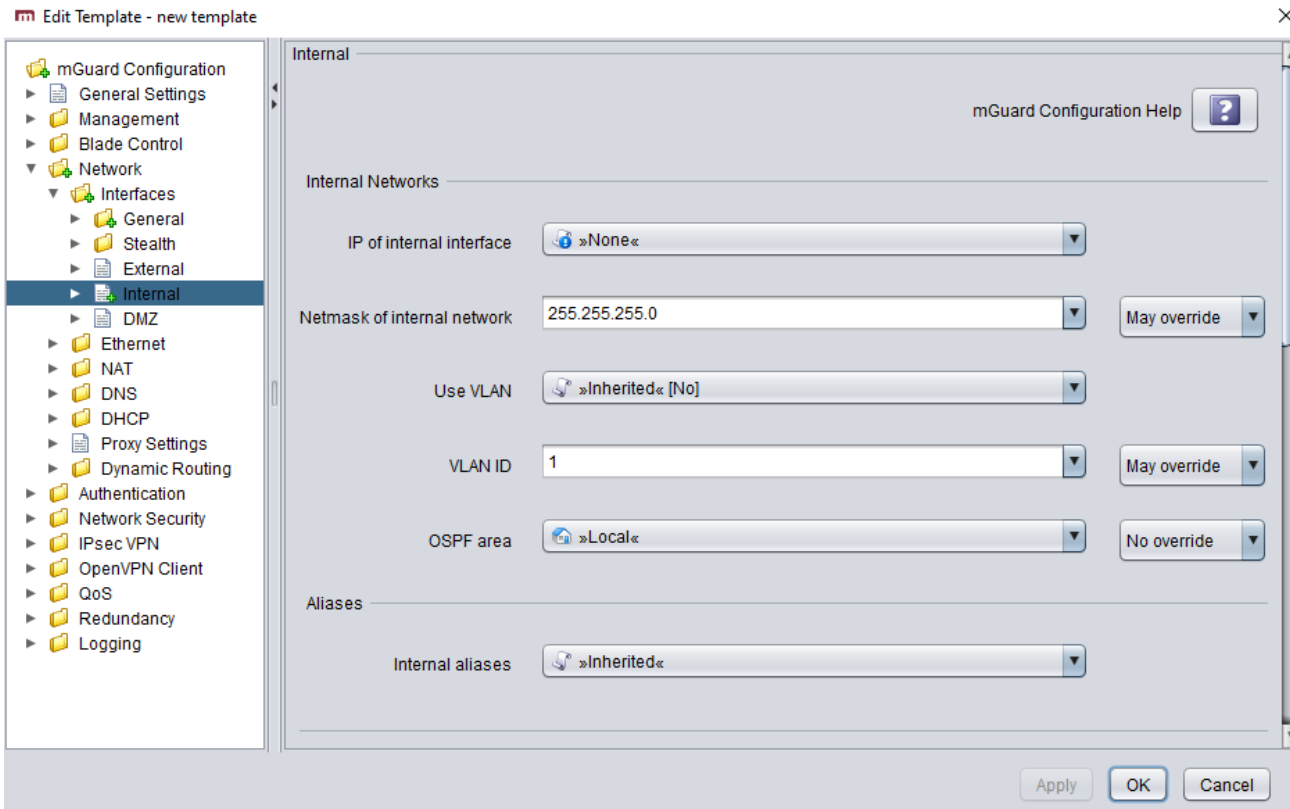 Edit Template - new template
mGuard Configuration
General Settings
Management
Blade Control
Network
Interfaces
General
Stealth
External
Internal
DMZ
Ethernet
NAT
DNS
DHCP
Proxy Settings
Dynamic Routing
Authentication
Network Security
IPsec VPN
OpenVPN Client
QoS
Redundancy
Logging
Internal
mGuard Configuration Help ?
Internal Networks
IP of internal interface »None«
Netmask of internal network 255.255.255.0 May override
Use VLAN »Inherited« [No]
VLAN ID 1 May override
OSPF area »Local« No override
Aliases
Internal aliases »Inherited«
Apply OK Cancel